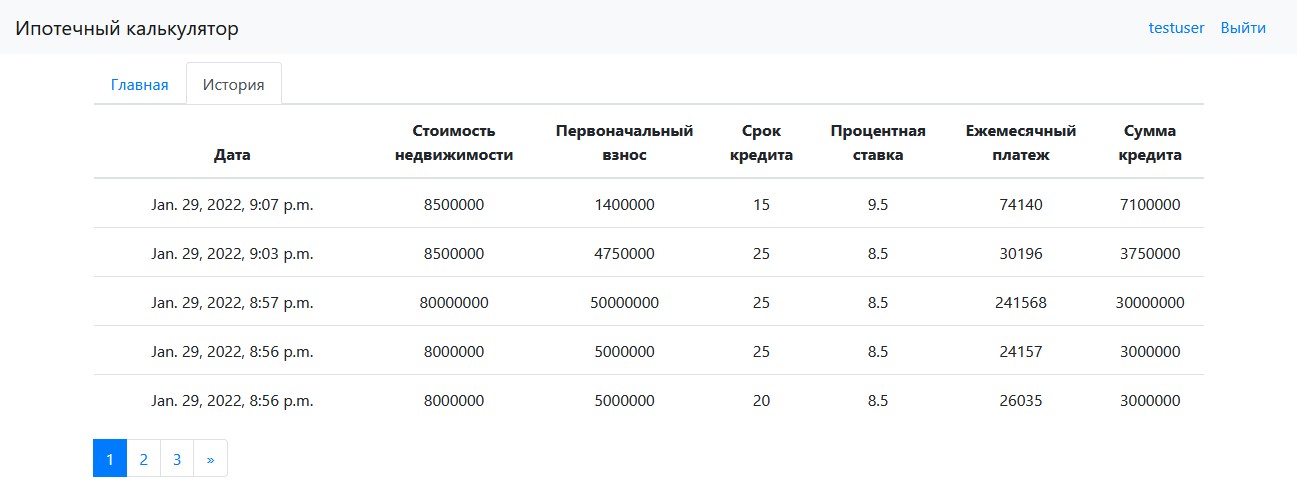 Ипотечный калькулятор testuser Выйти
Главная История
Стоимость Первоначальный Срок Процентная Ежемесячный Сумма
Дата недвижимости взнос кредита ставка платеж кредита
Jan. 29, 2022, 9:07 p.m. 8500000 1400000 15 9.5 74140 7100000
Jan. 29, 2022, 9:03 p.m. 8500000 4750000 25 8.5 30196 3750000
Jan. 29, 2022, 8:57 p.m. 80000000 50000000 25 8.5 241568 30000000
Jan. 29, 2022, 8:56 p.m. 8000000 5000000 25 8.5 24157 3000000
Jan. 29, 2022, 8:56 p.m. 8000000 5000000 20 8.5 26035 3000000
1 2 3 »